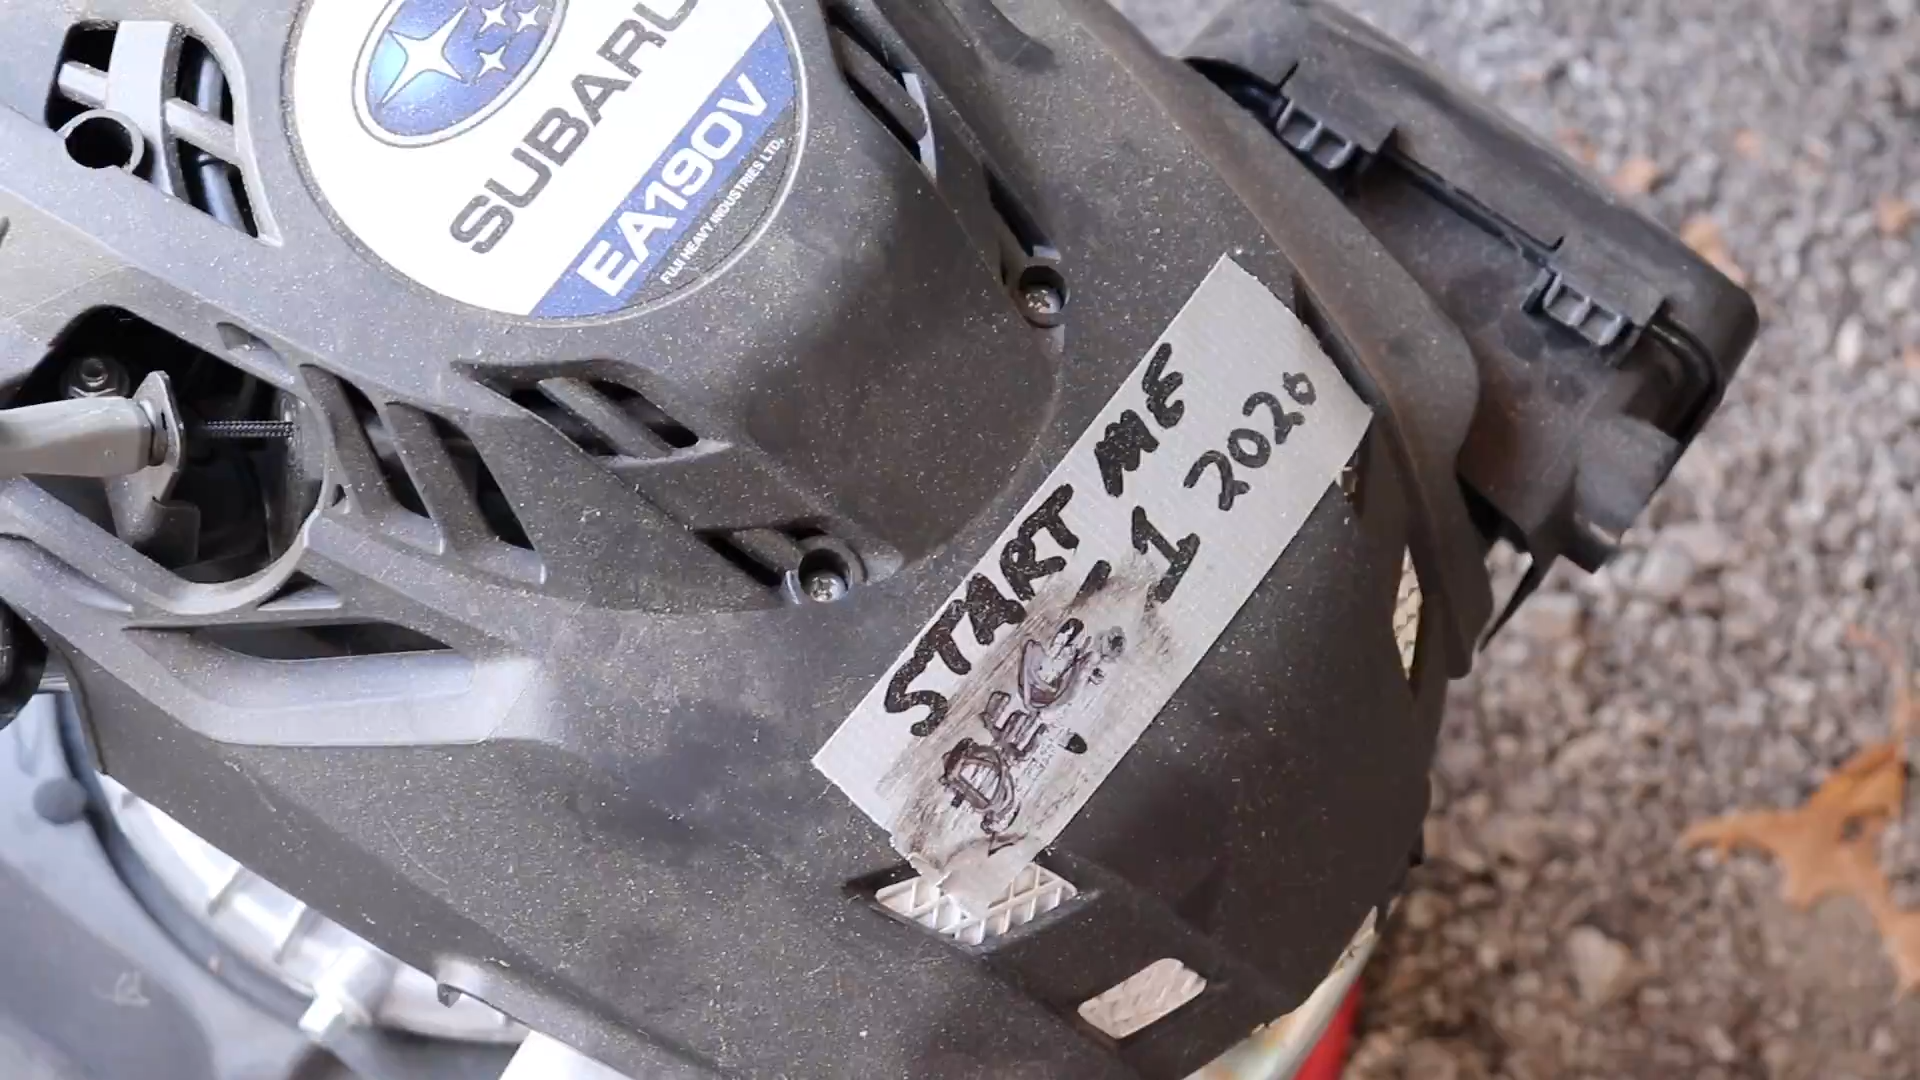 SUBARU
EA190V
FUJI HEAVY INDUSTRIES LTD.
START ME
DEC. 1 2020